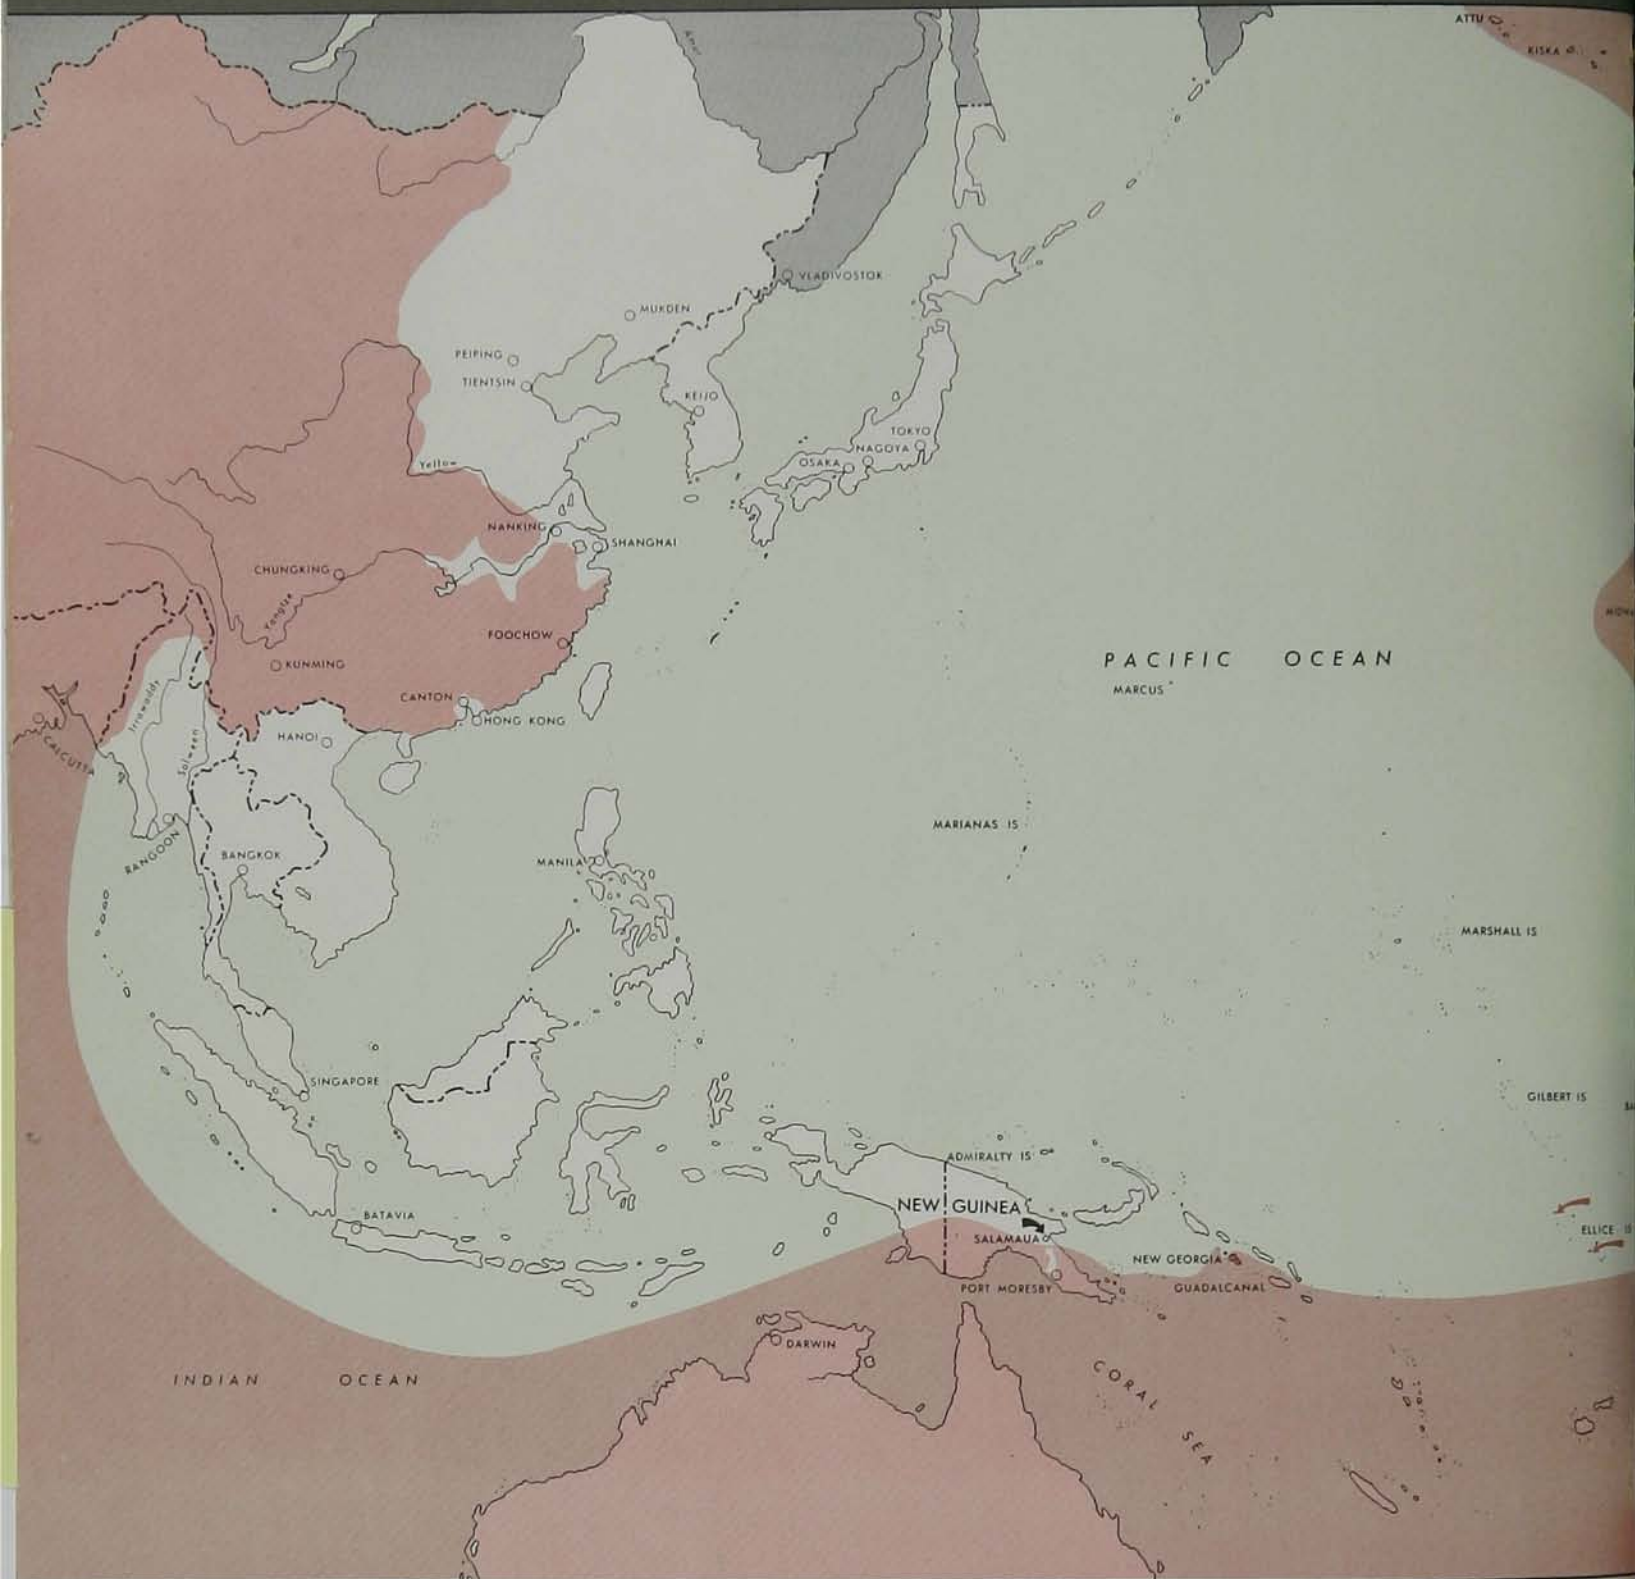 ATTU
KISKA
Amur
VLADIVOSTOK
MUKDEN
PEIPING
TIENTSIN
KEIJO
TOKYO
NAGOYA
OSAKA
Yellow
NANKING
SHANGHAI
CHUNGKING
Yangtze
FOOCHOW
KUNMING
PACIFIC OCEAN
MARCUS
CANTON
HONG KONG
Irrawaddy
Salween
HANOI
CALCUTTA
MARIANAS IS
RANGOON
BANGKOK
MANILA
MARSHALL IS
SINGAPORE
GILBERT IS
ADMIRALTY IS
NEW GUINEA
BATAVIA
ELLICE IS
SALAMAUA
NEW GEORGIA
PORT MORESBY
GUADALCANAL
DARWIN
INDIAN OCEAN
CORAL SEA